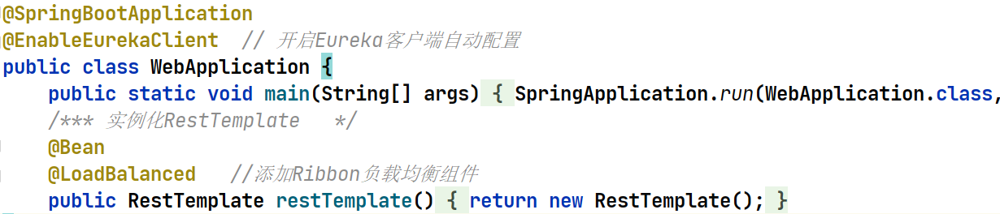 @SpringBootApplication
@EnableEurekaClient  // 开启Eureka客户端自动配置
public class WebApplication {
    public static void main(String[] args) { SpringApplication.run(WebApplication.class,
    /*** 实例化RestTemplate   */
    @Bean
    @LoadBalanced   //添加Ribbon负载均衡组件
    public RestTemplate restTemplate() { return new RestTemplate(); }